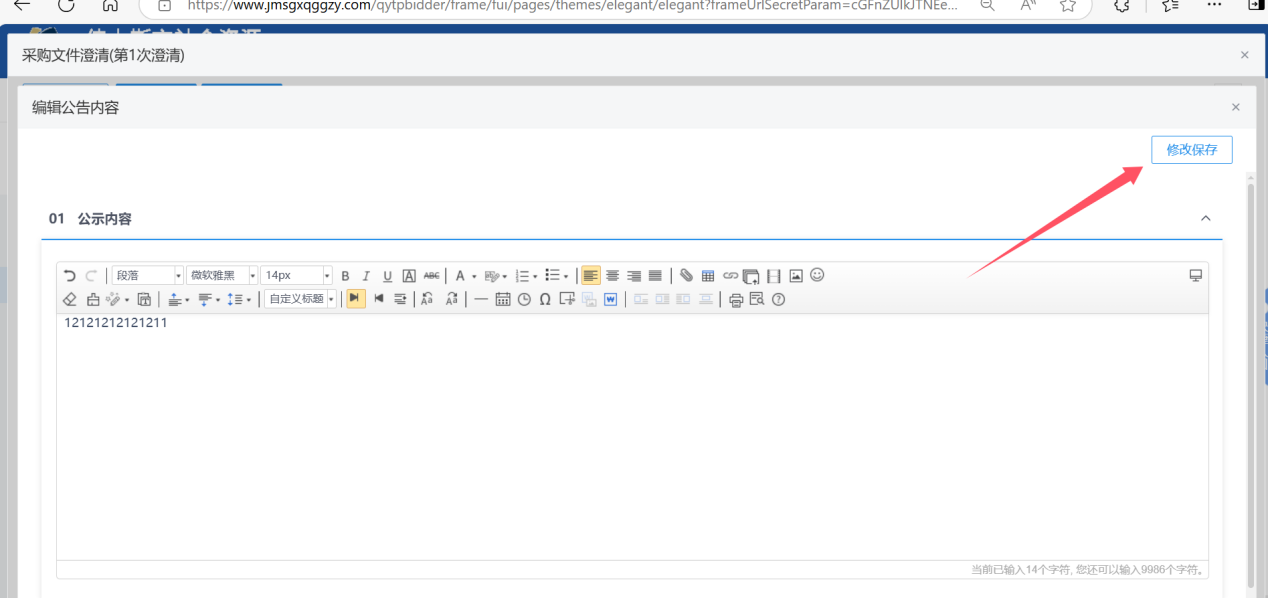 https://www.jmsgxqggzy.com/qytpbidder/frame/fui/pages/themes/elegant/elegant?frameUrlSecretParam=cGFnZUlkJTNEe...
采购文件澄清(第1次澄清)
编辑公告内容
修改保存
01 公示内容
段落 微软雅黑 14px B I U A ABC A
自定义标题
12121212121211
当前已输入14个字符, 您还可以输入9986个字符。